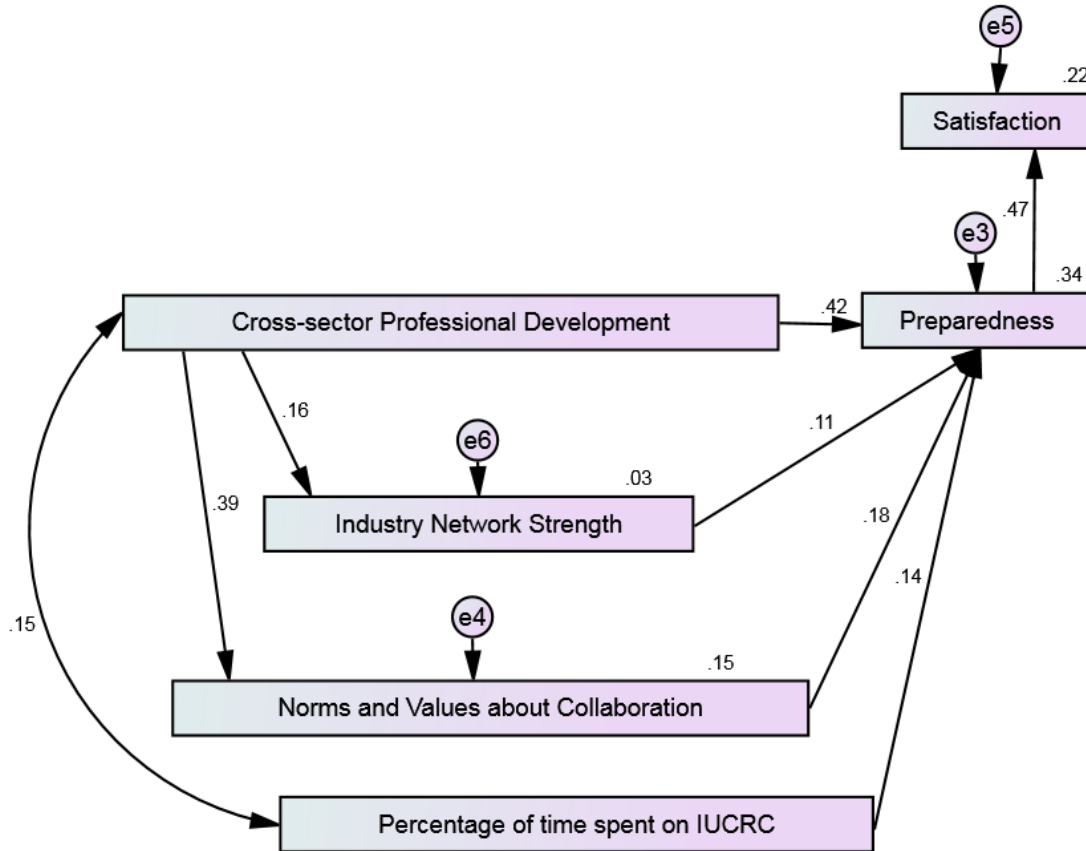 e5
.22
Satisfaction
.47
e3
.34
Cross-sector Professional Development
.42
Preparedness
.16
.11
e6
.03
.39
Industry Network Strength
.18
.14
e4
.15
.15
Norms and Values about Collaboration
Percentage of time spent on IUCRC